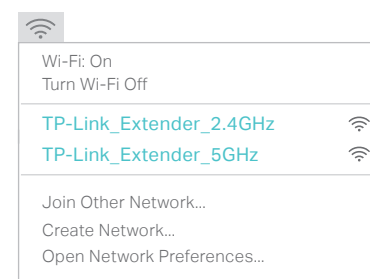 Wi-Fi: On
Turn Wi-Fi Off
TP-Link_Extender_2.4GHz
TP-Link_Extender_5GHz
Join Other Network...
Create Network...
Open Network Preferences...